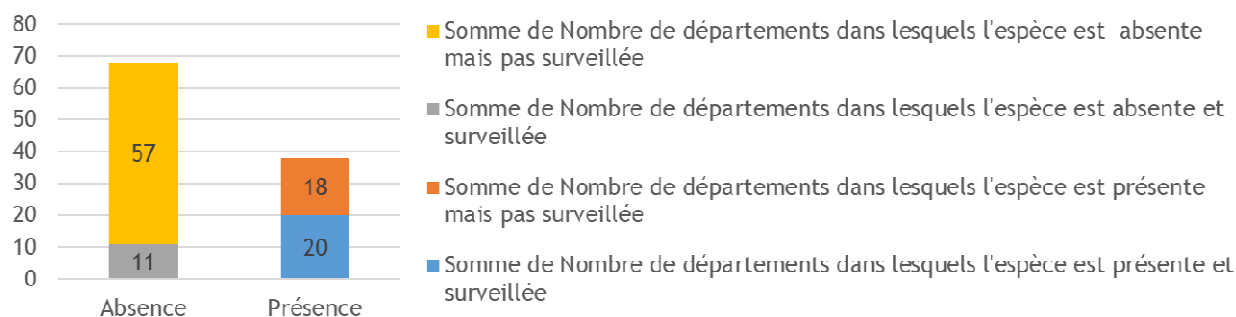 80
70
60
50
40
30
20
10
0
57
11
18
20
Absence
Présence
Somme de Nombre de départements dans lesquels l'espèce est absente
mais pas surveillée
Somme de Nombre de départements dans lesquels l'espèce est absente et
surveillée
Somme de Nombre de départements dans lesquels l'espèce est présente
mais pas surveillée
Somme de Nombre de départements dans lesquels l'espèce est présente et
surveillée